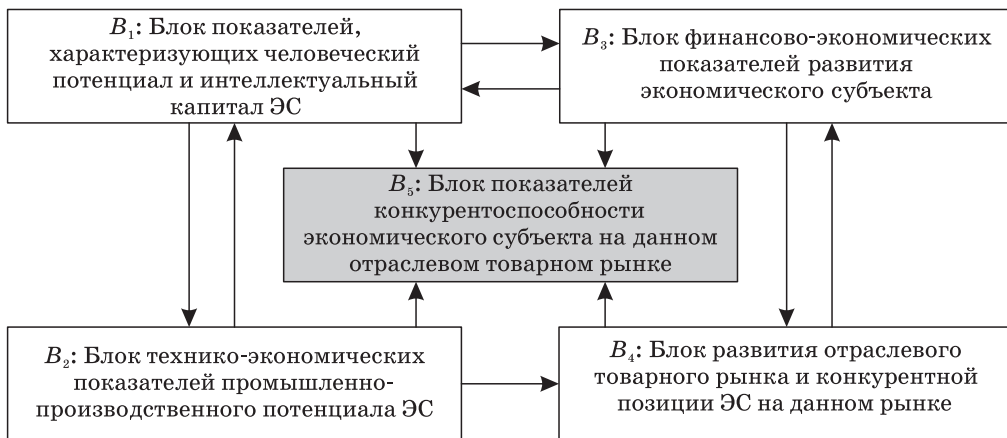 B₁: Блок показателей,
характеризующих человеческий
потенциал и интеллектуальный
капитал ЭС
B₃: Блок финансово-экономических
показателей развития
экономического субъекта
B₅: Блок показателей
конкурентоспособности
экономического субъекта на данном
отраслевом товарном рынке
B₂: Блок технико-экономических
показателей промышленно-
производственного потенциала ЭС
B₄: Блок развития отраслевого
товарного рынка и конкурентной
позиции ЭС на данном рынке